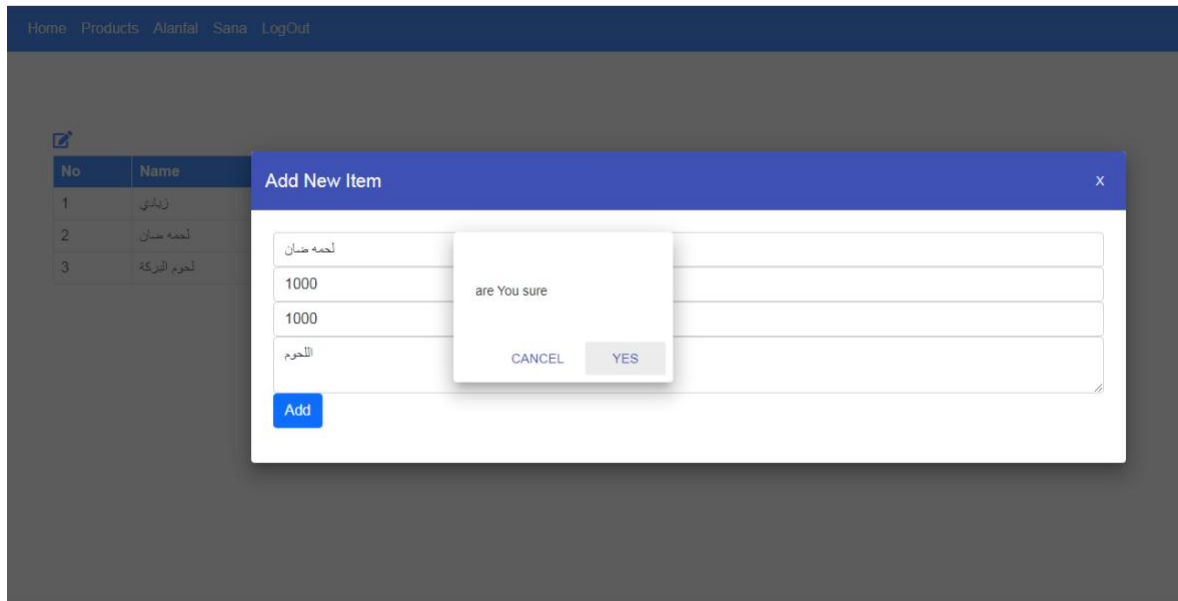 Home Products Alanfal Sana LogOut
No Name
1 زبادي
2 لحمه ضان
3 لحوم البركة
Add New Item x
لحمه ضان
1000
1000
اللحوم
Add
are You sure
CANCEL YES